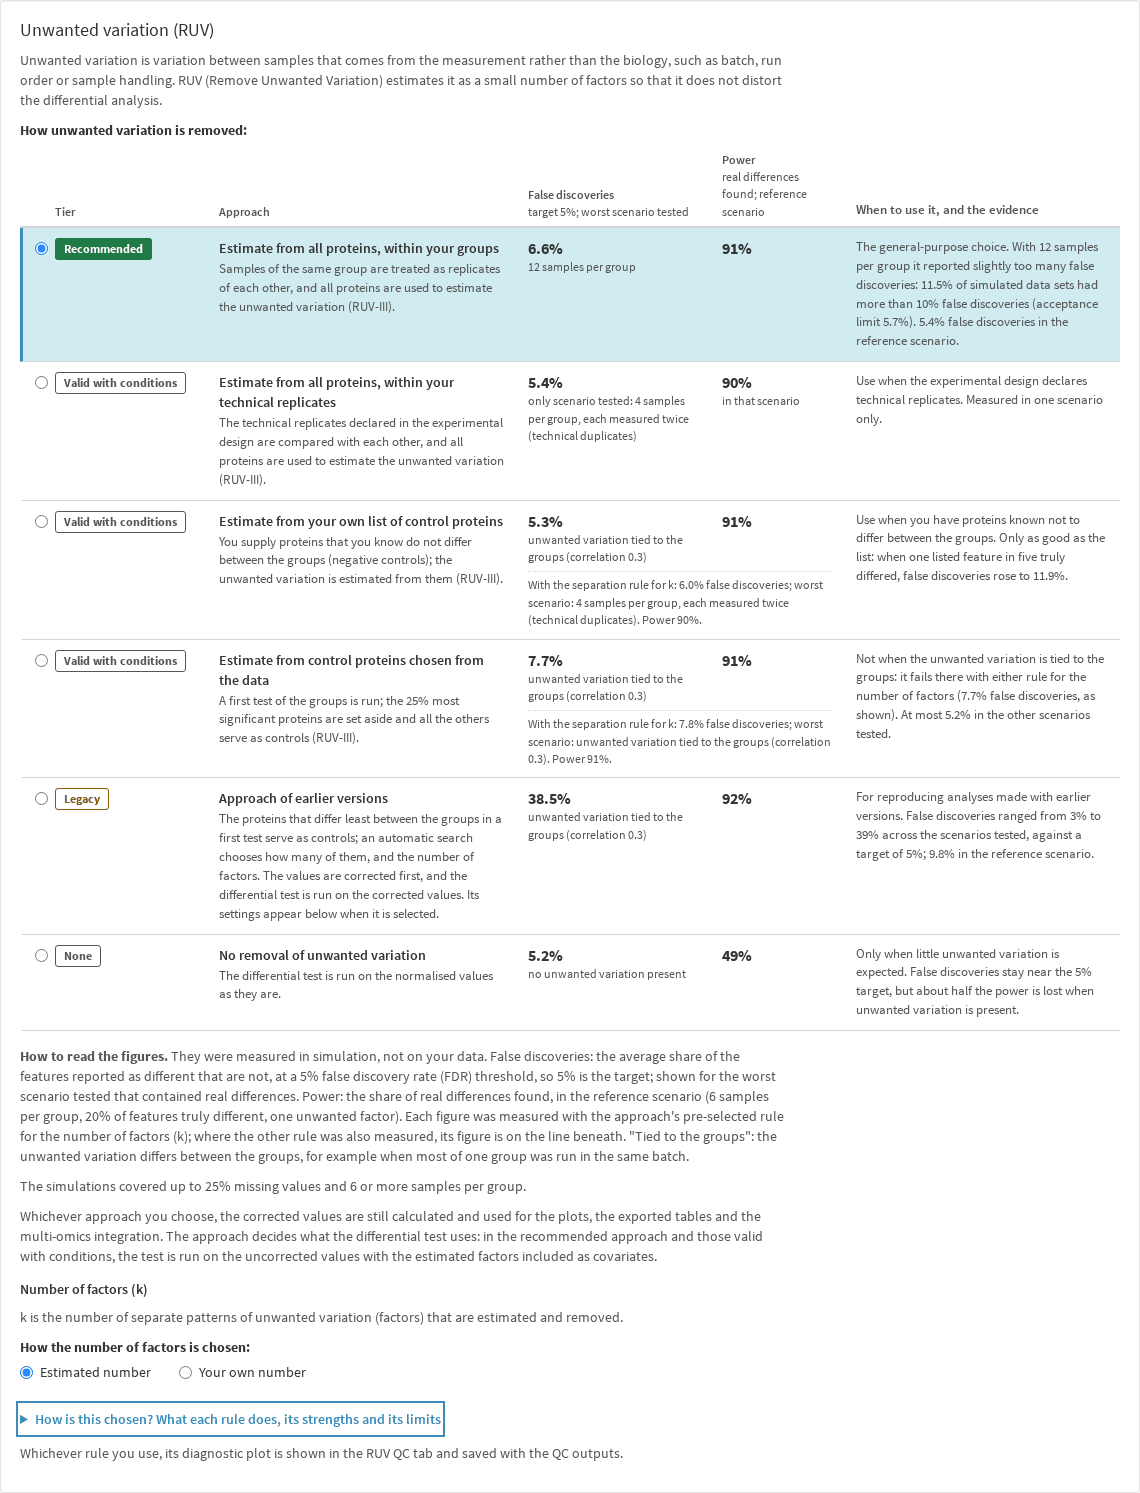 Unwanted variation (RUV)
Unwanted variation is variation between samples that comes from the measurement rather than the biology, such as batch, run
order or sample handling. RUV (Remove Unwanted Variation) estimates it as a small number of factors so that it does not distort
the differential analysis.
How unwanted variation is removed:
Tier
Approach
False discoveries
target 5%; worst scenario tested
Power
real differences
found; reference
scenario
When to use it, and the evidence
Recommended
Estimate from all proteins, within your groups
Samples of the same group are treated as replicates
of each other, and all proteins are used to estimate
the unwanted variation (RUV-III).
6.6%
12 samples per group
91%
The general-purpose choice. With 12 samples
per group it reported slightly too many false
discoveries: 11.5% of simulated data sets had
more than 10% false discoveries (acceptance
limit 5.7%). 5.4% false discoveries in the
reference scenario.
Valid with conditions
Estimate from all proteins, within your
technical replicates
The technical replicates declared in the experimental
design are compared with each other, and all
proteins are used to estimate the unwanted variation
(RUV-III).
5.4%
only scenario tested: 4 samples
per group, each measured twice
(technical duplicates)
90%
in that scenario
Use when the experimental design declares
technical replicates. Measured in one scenario
only.
Valid with conditions
Estimate from your own list of control proteins
You supply proteins that you know do not differ
between the groups (negative controls); the
unwanted variation is estimated from them (RUV-III).
5.3%
unwanted variation tied to the
groups (correlation 0.3)
91%
With the separation rule for k: 6.0% false discoveries; worst
scenario: 4 samples per group, each measured twice
(technical duplicates). Power 90%.
Use when you have proteins known not to
differ between the groups. Only as good as the
list: when one listed feature in five truly
differed, false discoveries rose to 11.9%.
Valid with conditions
Estimate from control proteins chosen from
the data
A first test of the groups is run; the 25% most
significant proteins are set aside and all the others
serve as controls (RUV-III).
7.7%
unwanted variation tied to the
groups (correlation 0.3)
91%
With the separation rule for k: 7.8% false discoveries; worst
scenario: unwanted variation tied to the groups (correlation
0.3). Power 91%.
Not when the unwanted variation is tied to the
groups: it fails there with either rule for the
number of factors (7.7% false discoveries, as
shown). At most 5.2% in the other scenarios
tested.
Legacy
Approach of earlier versions
The proteins that differ least between the groups in a
first test serve as controls; an automatic search
chooses how many of them, and the number of
factors. The values are corrected first, and the
differential test is run on the corrected values. Its
settings appear below when it is selected.
38.5%
unwanted variation tied to the
groups (correlation 0.3)
92%
For reproducing analyses made with earlier
versions. False discoveries ranged from 3% to
39% across the scenarios tested, against a
target of 5%; 9.8% in the reference scenario.
None
No removal of unwanted variation
The differential test is run on the normalised values
as they are.
5.2%
no unwanted variation present
49%
Only when little unwanted variation is
expected. False discoveries stay near the 5%
target, but about half the power is lost when
unwanted variation is present.
How to read the figures. They were measured in simulation, not on your data. False discoveries: the average share of the
features reported as different that are not, at a 5% false discovery rate (FDR) threshold, so 5% is the target; shown for the worst
scenario tested that contained real differences. Power: the share of real differences found, in the reference scenario (6 samples
per group, 20% of features truly different, one unwanted factor). Each figure was measured with the approach's pre-selected rule
for the number of factors (k); where the other rule was also measured, its figure is on the line beneath. "Tied to the groups": the
unwanted variation differs between the groups, for example when most of one group was run in the same batch.
The simulations covered up to 25% missing values and 6 or more samples per group.
Whichever approach you choose, the corrected values are still calculated and used for the plots, the exported tables and the
multi-omics integration. The approach decides what the differential test uses: in the recommended approach and those valid
with conditions, the test is run on the uncorrected values with the estimated factors included as covariates.
Number of factors (k)
k is the number of separate patterns of unwanted variation (factors) that are estimated and removed.
How the number of factors is chosen:
Estimated number
Your own number
How is this chosen? What each rule does, its strengths and its limits
Whichever rule you use, its diagnostic plot is shown in the RUV QC tab and saved with the QC outputs.